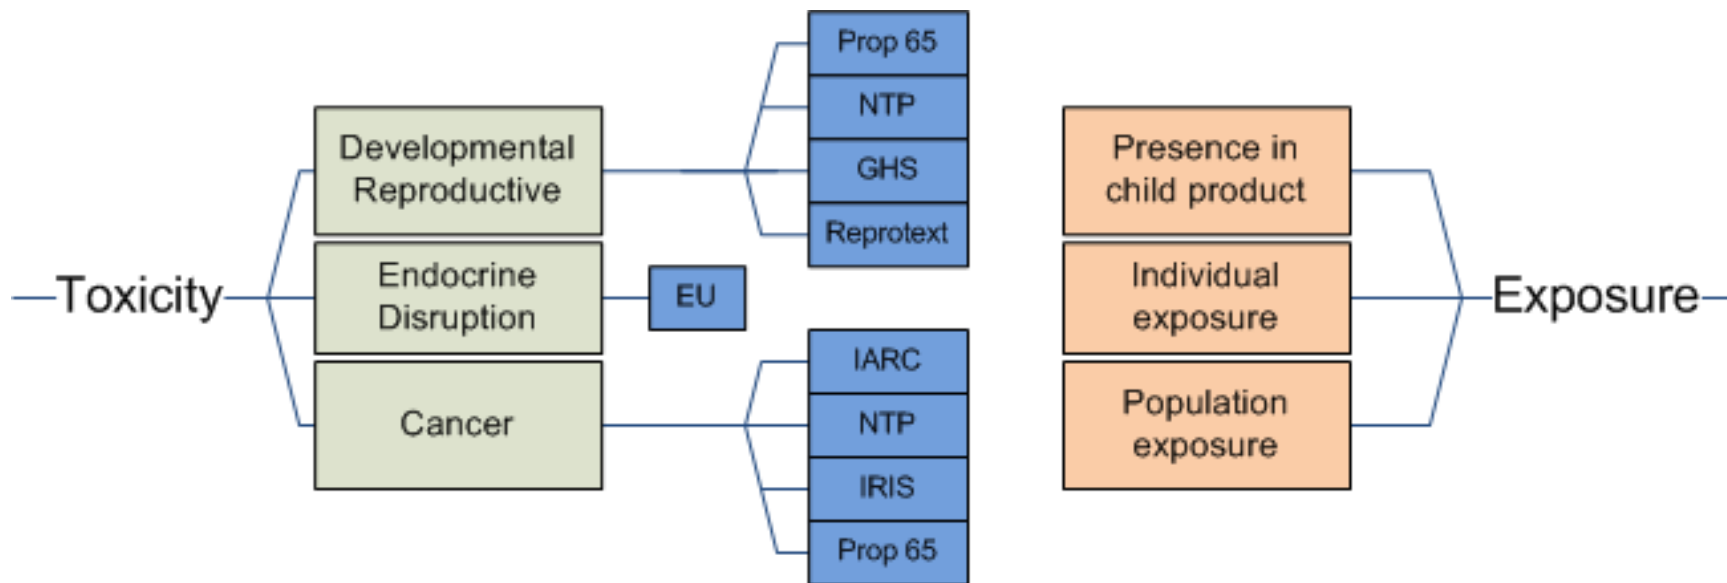 Toxicity
Developmental
Reproductive
Endocrine
Disruption
Cancer
Prop 65
NTP
GHS
Reprotext
EU
IARC
NTP
IRIS
Prop 65
Presence in
child product
Individual
exposure
Population
exposure
Exposure